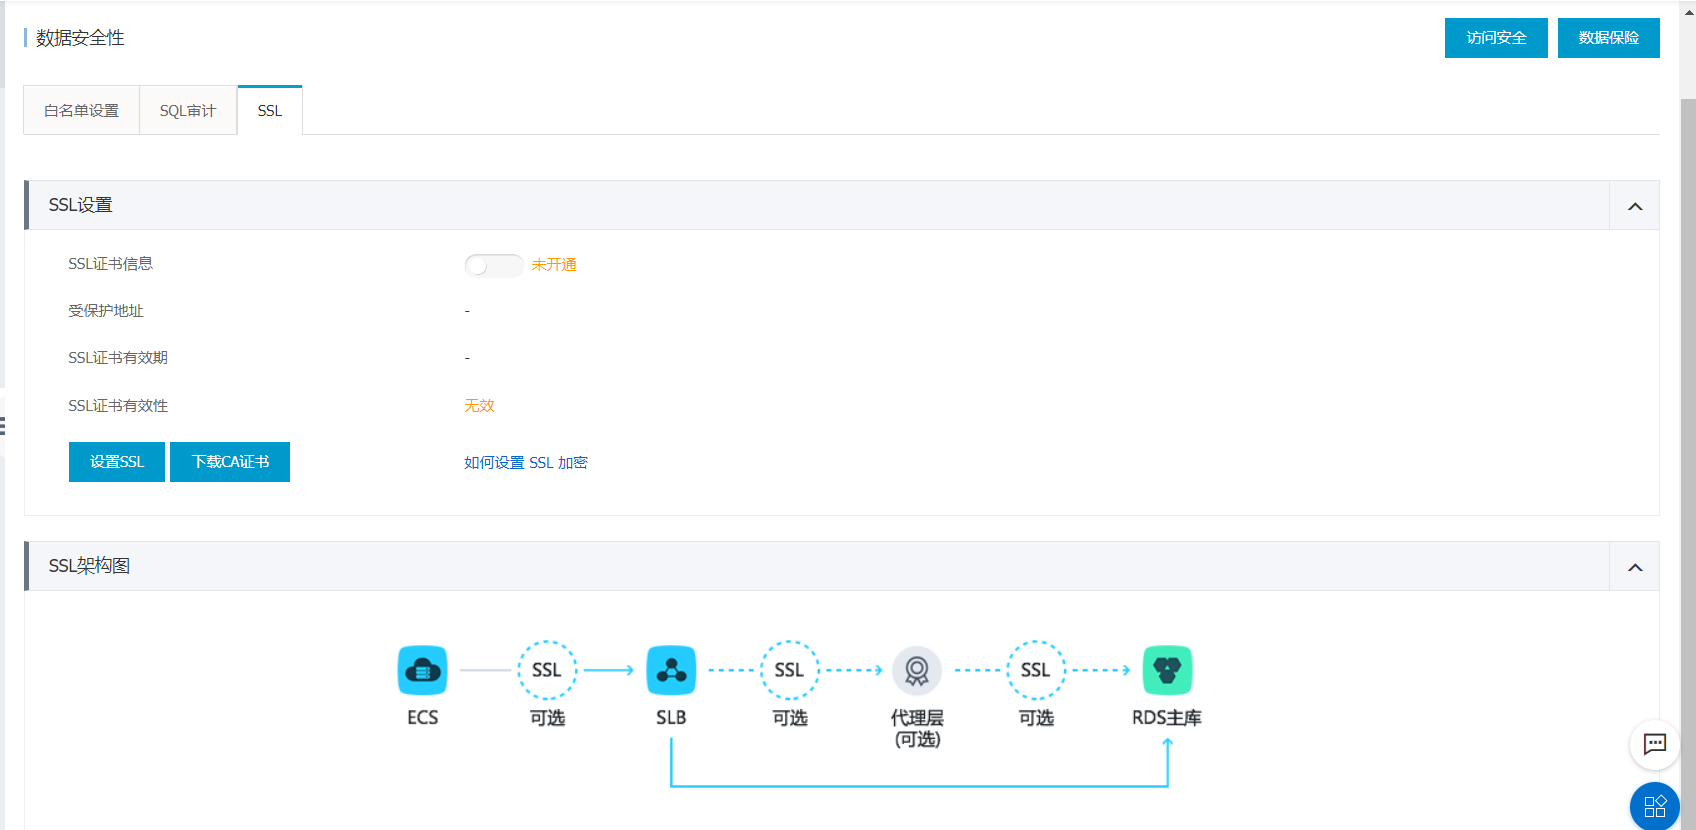 数据安全性
访问安全
数据保险
白名单设置
SQL审计
SSL
SSL设置
SSL证书信息
未开通
受保护地址
-
SSL证书有效期
-
SSL证书有效性
无效
设置SSL
下载CA证书
如何设置 SSL 加密
SSL架构图
SSL
SSL
SSL
ECS
可选
SLB
可选
代理层
(可选)
可选
RDS主库